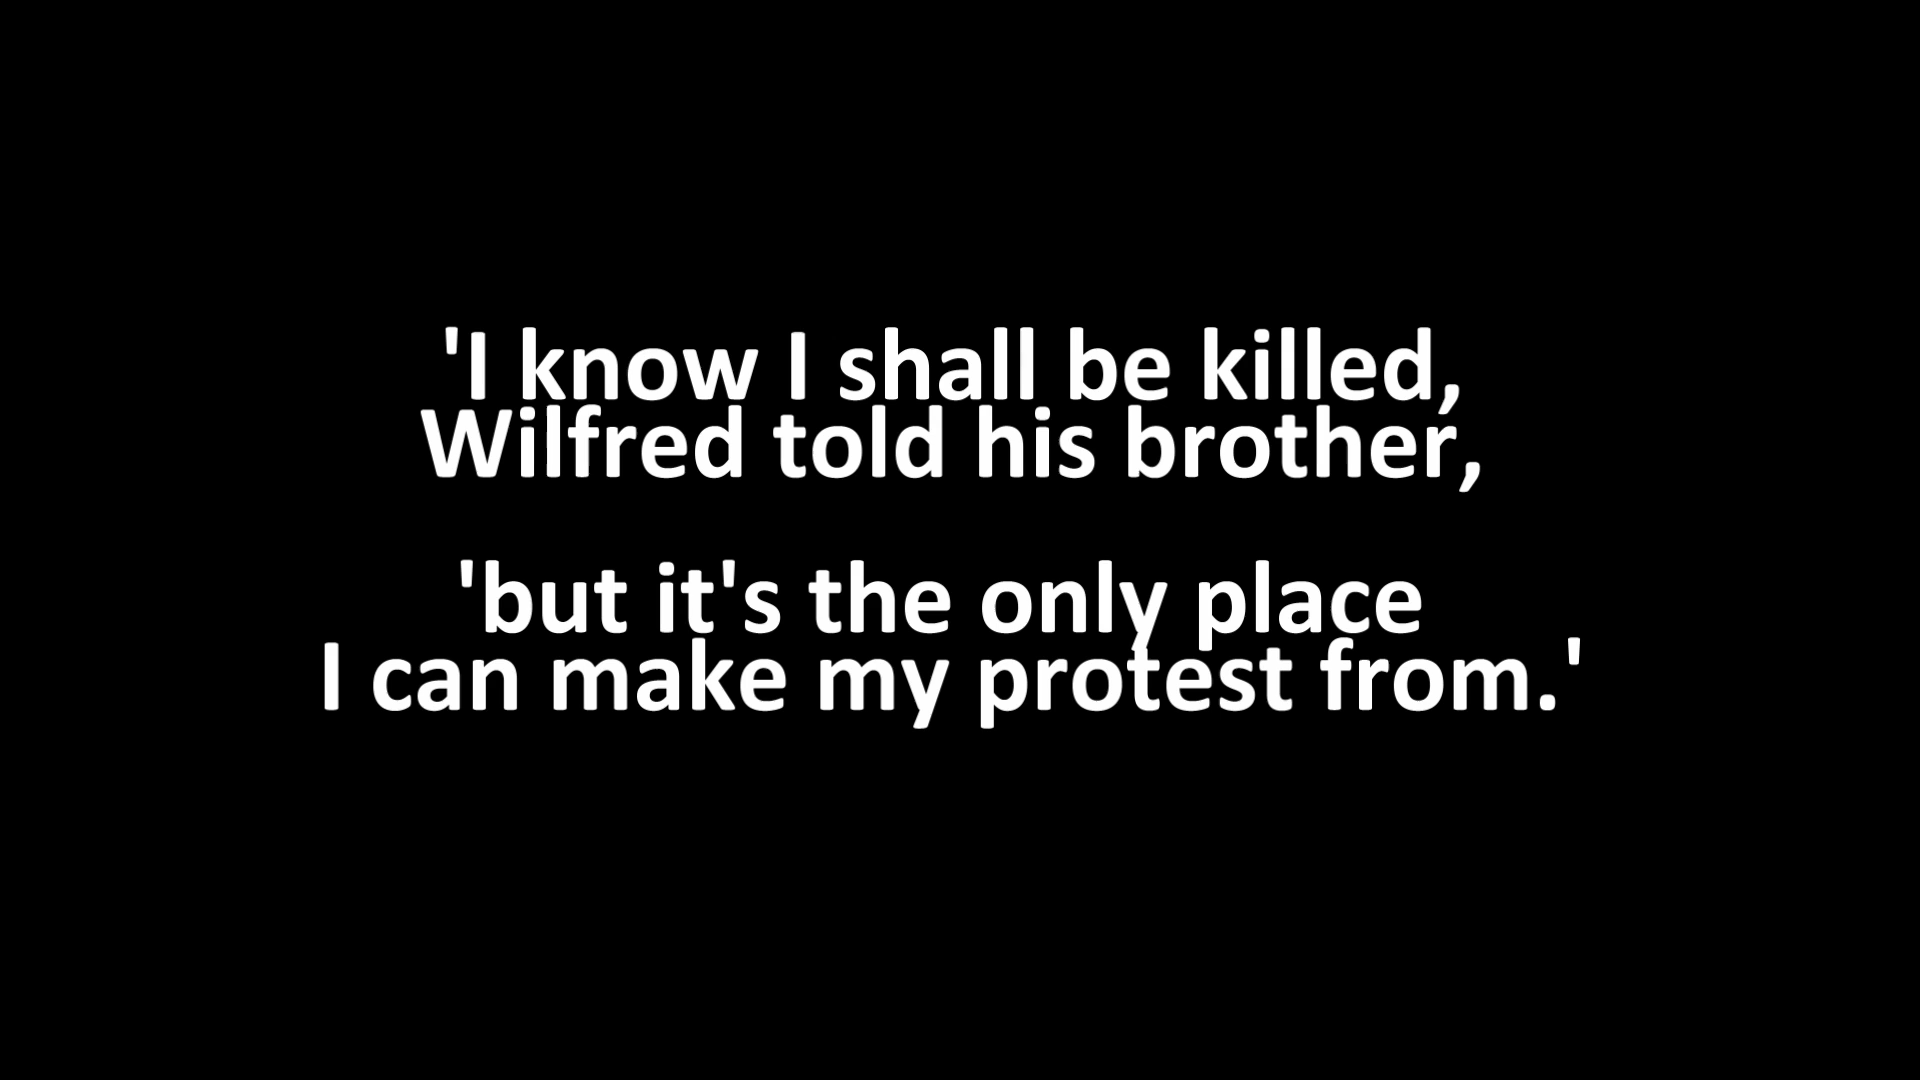 'I know I shall be killed,
Wilfred told his brother,
'but it's the only place
I can make my protest from.'